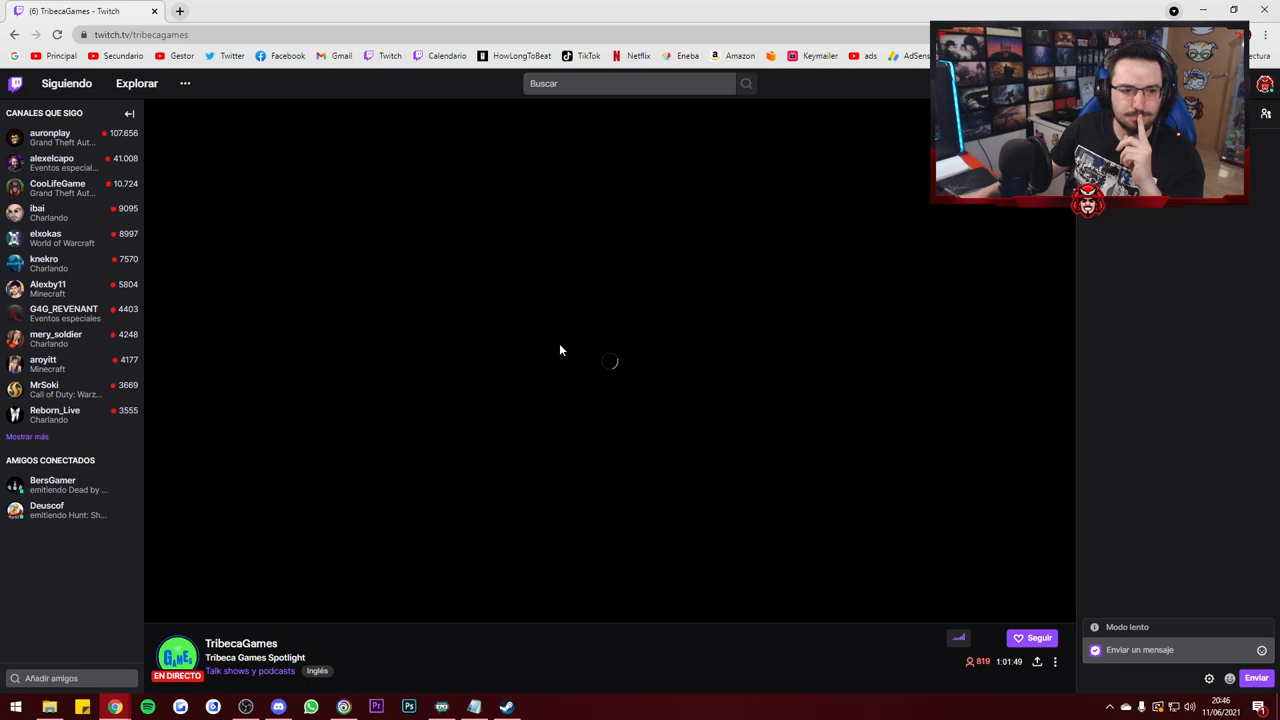 (6) TribecaGames - Twitch
twitch.tv/tribecagames
Principal Secundario Gestor Twitter Facebook Gmail Twitch Calendario HowLongToBeat TikTok Netflix Eneba Amazon Keymailer ads AdSens
ectura
Siguiendo Explorar Buscar
CANALES QUE SIGO
auronplay 107.656
Grand Theft Aut...
alexelcapo 41.008
Eventos especial...
CooLifeGame 10.724
Grand Theft Aut...
ibai 9095
Charlando
elxokas 8997
World of Warcraft
knekro 7570
Charlando
Alexby11 5804
Minecraft
G4G_REVENANT 4403
Eventos especiales
mery_soldier 4248
Charlando
aroyitt 4177
Minecraft
MrSoki 3669
Call of Duty: Warz...
Reborn_Live 3555
Charlando
Mostrar más
AMIGOS CONECTADOS
BersGamer
emitiendo Dead by ...
Deuscof
emitiendo Hunt: Sh...
Añadir amigos
GAMES
EN DIRECTO
TribecaGames
Tribeca Games Spotlight
Talk shows y podcasts Inglés
Seguir
819 1:01:49
Modo lento
Enviar un mensaje
Enviar
20:46
11/06/2021
1